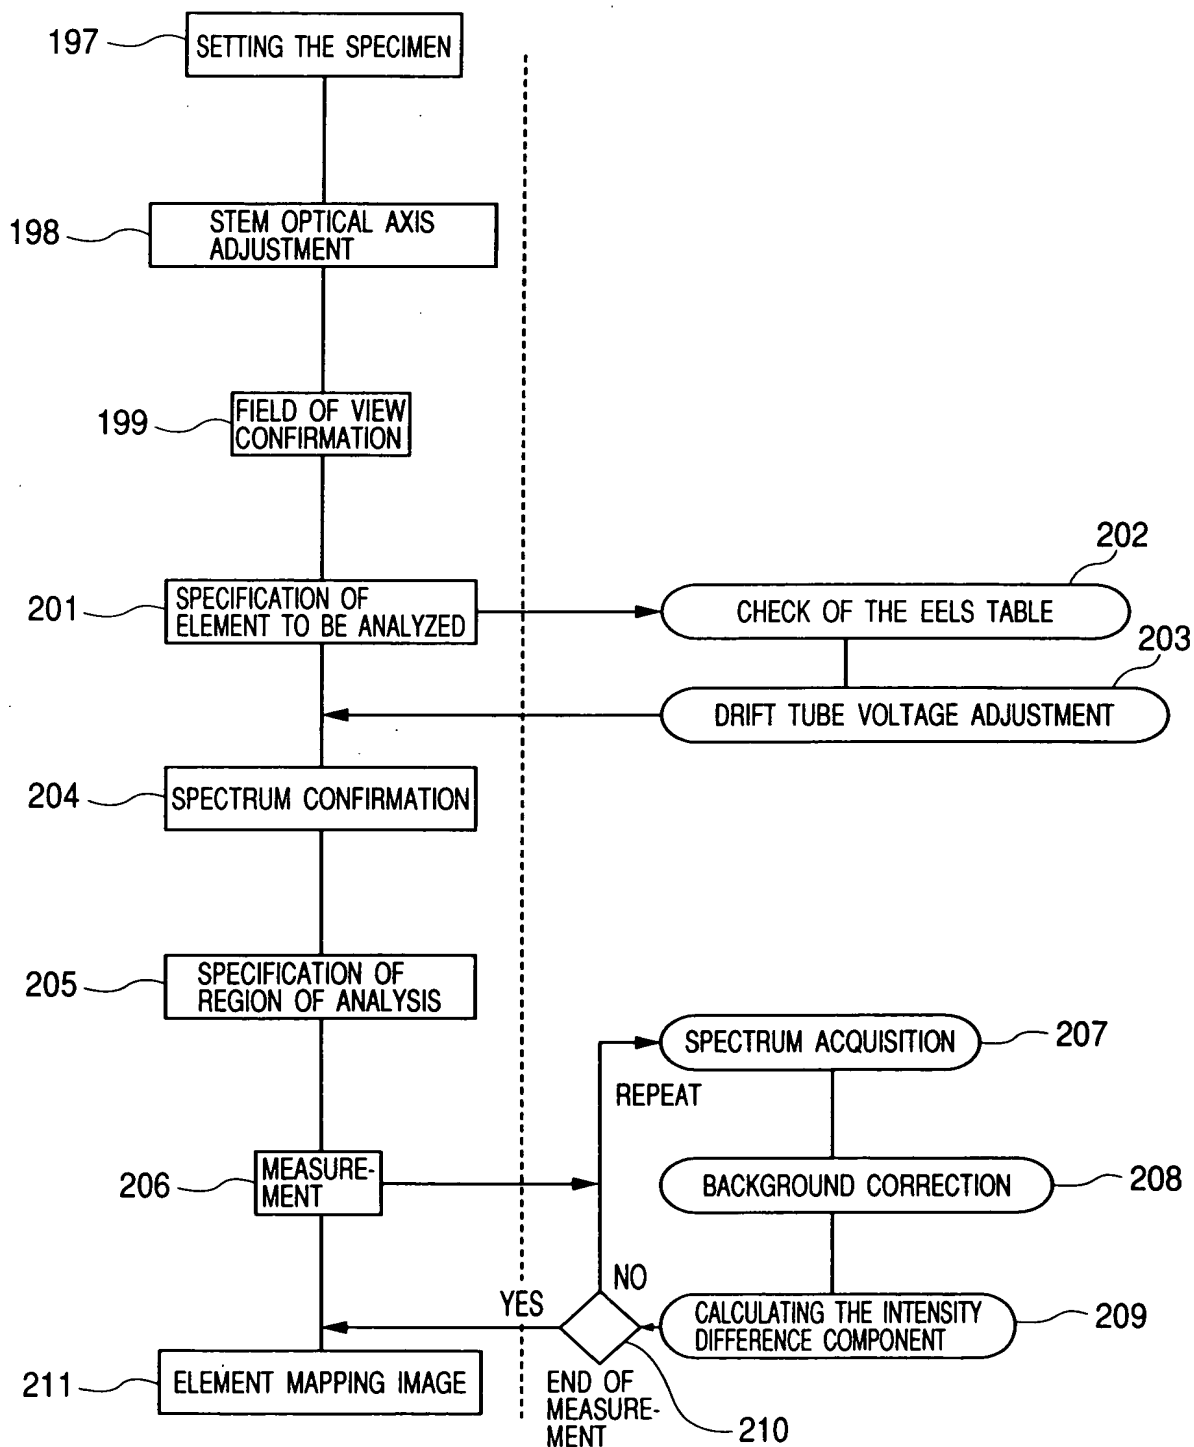 197
SETTING THE SPECIMEN
198
STEM OPTICAL AXIS
ADJUSTMENT
199
FIELD OF VIEW
CONFIRMATION
201
SPECIFICATION OF
ELEMENT TO BE ANALYZED
202
CHECK OF THE EELS TABLE
203
DRIFT TUBE VOLTAGE ADJUSTMENT
204
SPECTRUM CONFIRMATION
205
SPECIFICATION OF
REGION OF ANALYSIS
206
MEASURE-
MENT
SPECTRUM ACQUISITION
207
REPEAT
BACKGROUND CORRECTION
208
CALCULATING THE INTENSITY
DIFFERENCE COMPONENT
209
NO
YES
END OF
MEASURE-
MENT
210
211
ELEMENT MAPPING IMAGE